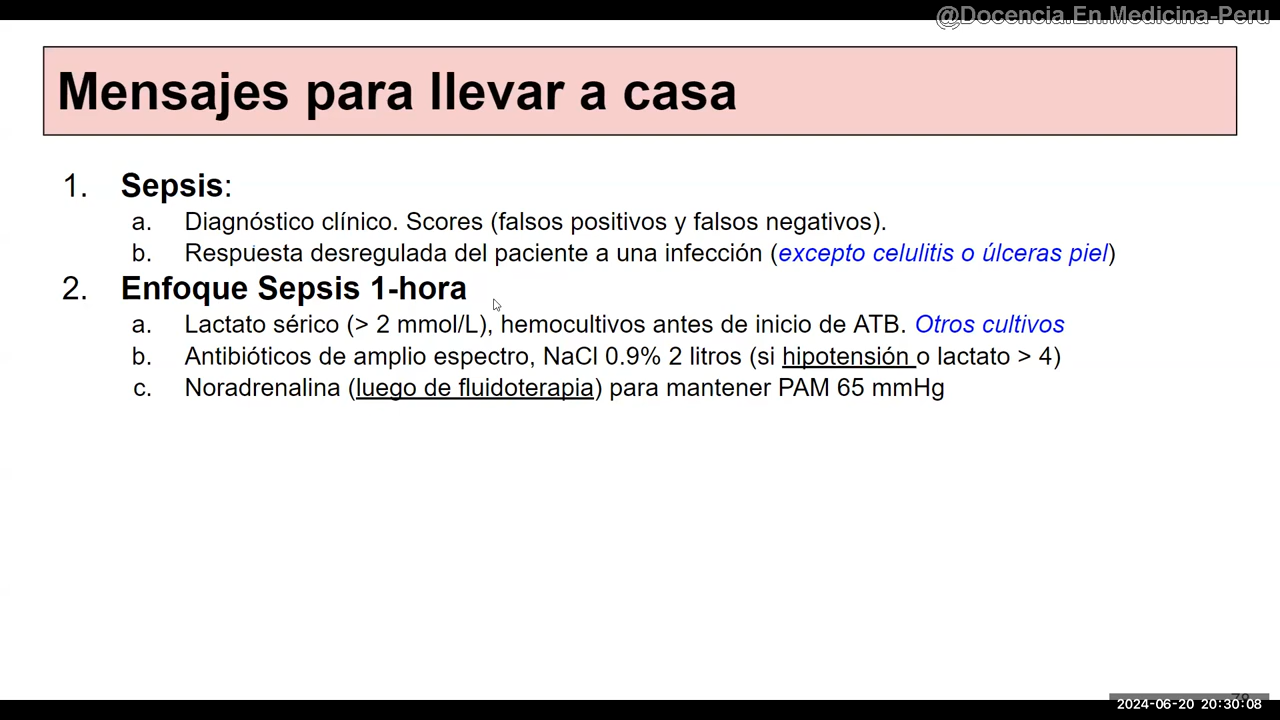 @Docencia.En.Medicina-Peru
Mensajes para llevar a casa
1. Sepsis:
a. Diagnóstico clínico. Scores (falsos positivos y falsos negativos).
b. Respuesta desregulada del paciente a una infección (excepto celulitis o úlceras piel)
2. Enfoque Sepsis 1-hora
a. Lactato sérico (> 2 mmol/L), hemocultivos antes de inicio de ATB. Otros cultivos
b. Antibióticos de amplio espectro, NaCl 0.9% 2 litros (si hipotensión o lactato > 4)
c. Noradrenalina (luego de fluidoterapia) para mantener PAM 65 mmHg
2024-06-20 20:30:08